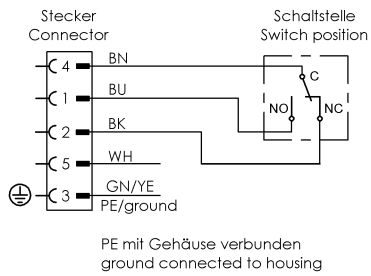 Stecker
Connector
Schaltstelle
Switch position
4 BN
1 BU
2 BK
5 WH
3 GN/YE
PE/ground
C
NO NC
PE mit Gehäuse verbunden
ground connected to housing